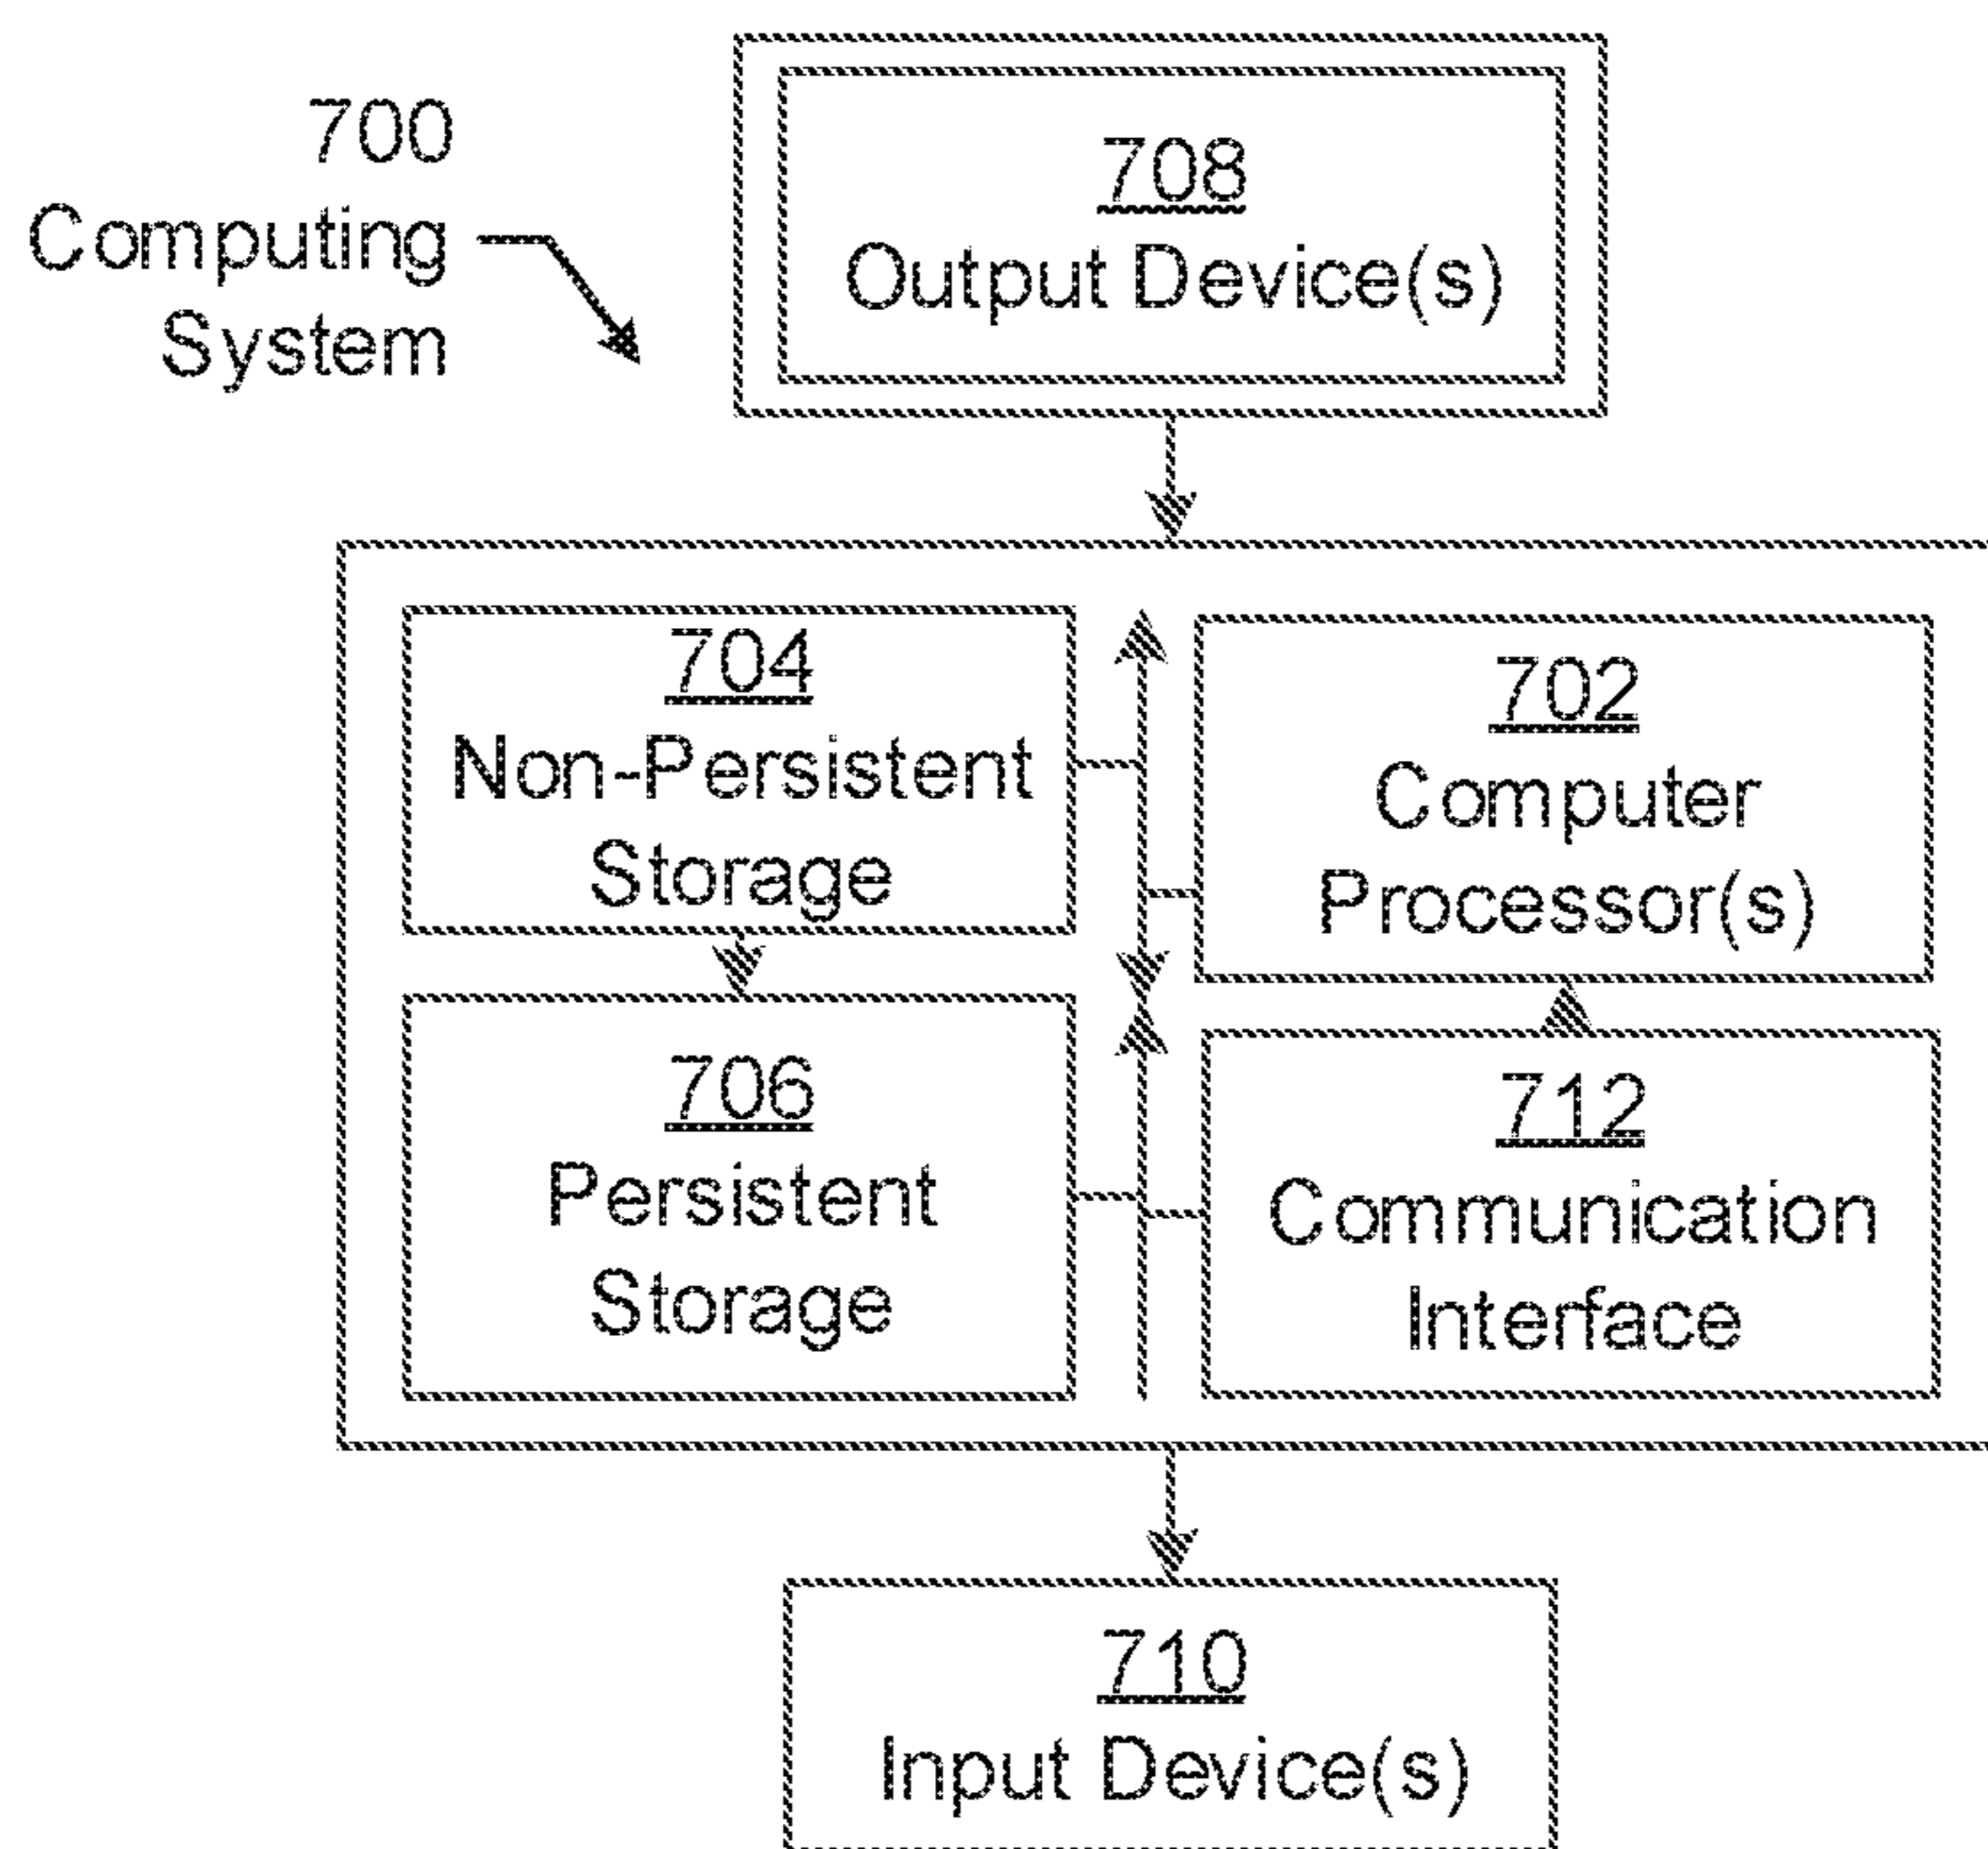 700
Computing
System
708
Output Device(s)
704
Non-Persistent
Storage
702
Computer
Processor(s)
706
Persistent
Storage
712
Communication
Interface
710
Input Device(s)